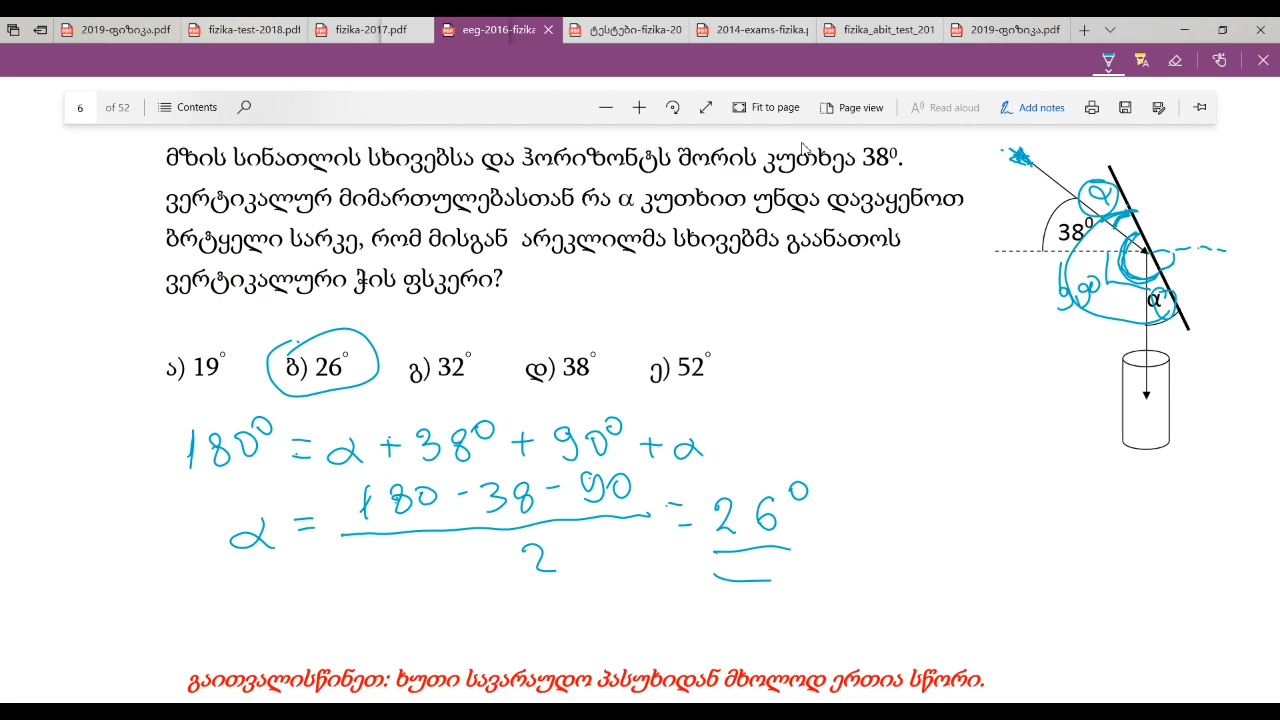 2019-ფიზიკა.pdf fizika-test-2018.pdf fizika-2017.pdf eeg-2016-fizika ტესტები-fizika-20 2014-exams-fizika.p fizika_abit_test_201 2019-ფიზიკა.pdf
6 of 52 Contents Fit to page Page view Read aloud Add notes
მზის სინათლის სხივებსა და ჰორიზონტს შორის კუთხეა 38⁰.
ვერტიკალურ მიმართულებასთან რა α კუთხით უნდა დავაყენოთ
ბრტყელი სარკე, რომ მისგან არეკლილმა სხივებმა გაანათოს
ვერტიკალური ჭის ფსკერი?
α
38⁰
90
α
ა) 19° ბ) 26° გ) 32° დ) 38° ე) 52°
180⁰ = α + 38⁰ + 90⁰ + α
α = (180 - 38 - 90) / 2 = 26⁰
გაითვალისწინეთ: ხუთი სავარაუდო პასუხიდან მხოლოდ ერთია სწორი.